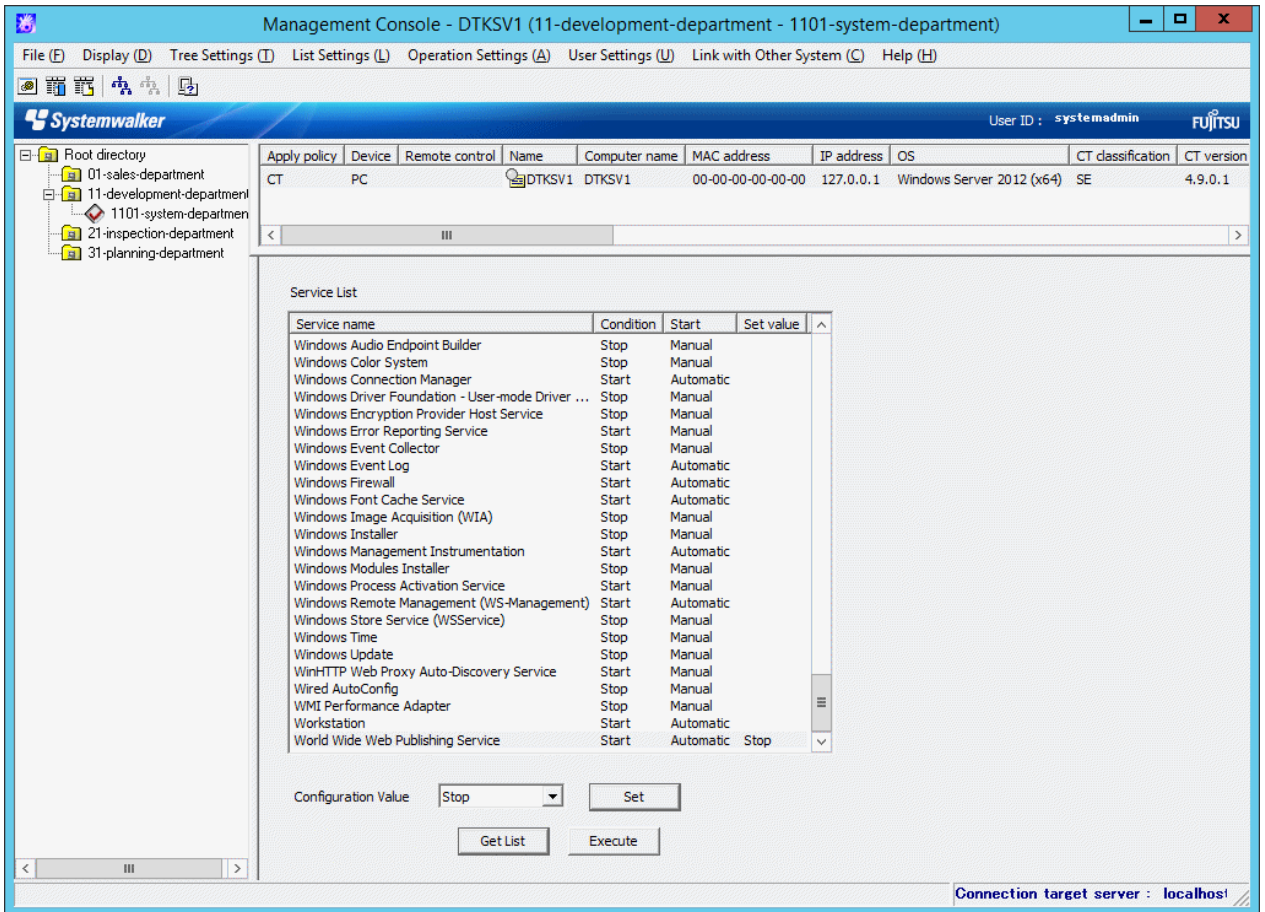 Management Console - DTKSV1 (11-development-department - 1101-system-department)
File (F) Display (D) Tree Settings (T) List Settings (L) Operation Settings (A) User Settings (U) Link with Other System (C) Help (H)
Systemwalker User ID : systemadmin FUJITSU
Root directory
01-sales-department
11-development-department
1101-system-departmen
21-inspection-department
31-planning-department
Apply policy Device Remote control Name Computer name MAC address IP address OS CT classification CT version
CT PC DTKSV1 DTKSV1 00-00-00-00-00-00 127.0.0.1 Windows Server 2012 (x64) SE 4.9.0.1
Service List
Service name Condition Start Set value
Windows Audio Endpoint Builder Stop Manual
Windows Color System Stop Manual
Windows Connection Manager Start Automatic
Windows Driver Foundation - User-mode Driver ... Stop Manual
Windows Encryption Provider Host Service Stop Manual
Windows Error Reporting Service Start Manual
Windows Event Collector Stop Manual
Windows Event Log Start Automatic
Windows Firewall Start Automatic
Windows Font Cache Service Start Automatic
Windows Image Acquisition (WIA) Stop Manual
Windows Installer Stop Manual
Windows Management Instrumentation Start Automatic
Windows Modules Installer Stop Manual
Windows Process Activation Service Start Manual
Windows Remote Management (WS-Management) Start Automatic
Windows Store Service (WSService) Stop Manual
Windows Time Stop Manual
Windows Update Stop Manual
WinHTTP Web Proxy Auto-Discovery Service Start Manual
Wired AutoConfig Stop Manual
WMI Performance Adapter Stop Manual
Workstation Start Automatic
World Wide Web Publishing Service Start Automatic Stop
Configuration Value Stop Set
Get List Execute
Connection target server : localhost